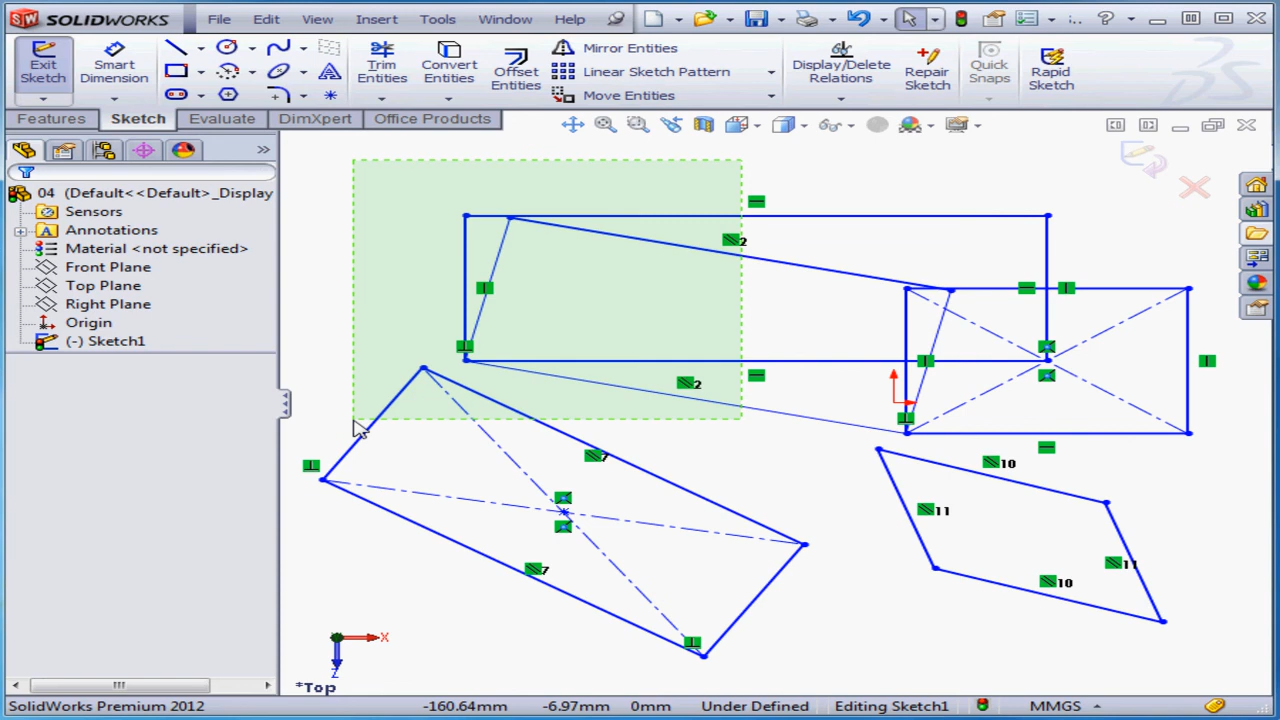 SOLIDWORKS File Edit View Insert Tools Window Help
Exit Sketch
Smart Dimension
Trim Entities
Convert Entities
Offset Entities
Mirror Entities
Linear Sketch Pattern
Move Entities
Display/Delete Relations
Repair Sketch
Quick Snaps
Rapid Sketch
Features Sketch Evaluate DimXpert Office Products
04 (Default<<Default>_Display
Sensors
Annotations
Material <not specified>
Front Plane
Top Plane
Right Plane
Origin
(-) Sketch1
2
2
7
10
11
11
7
10
X
Z
*Top
SolidWorks Premium 2012 -160.64mm -6.97mm 0mm Under Defined Editing Sketch1 MMGS